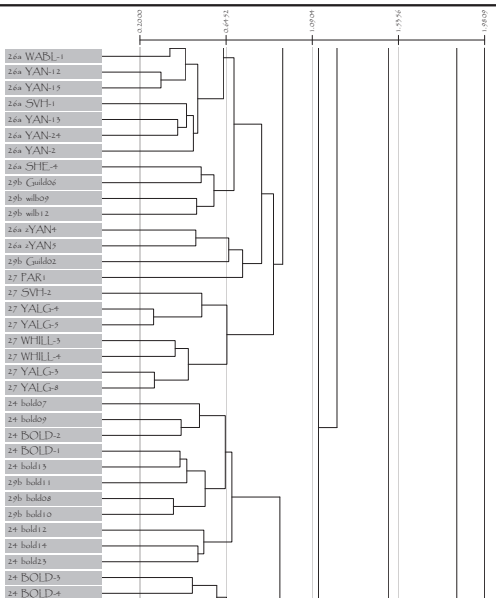 0.2000 0.6452 1.0904 1.5356 1.9809
26a WABL-1
26a YAN-12
26a YAN-15
26a SVH-1
26a YAN-13
26a YAN-24
26a YAN-2
26a SHE-4
29b Guild06
29b wilb09
29b wilb12
26a zYAN4
26a zYAN5
29b Guild02
27 PAR1
27 SVH-2
27 YALG-4
27 YALG-5
27 WHILL-3
27 WHILL-4
27 YALG-3
27 YALG-8
24 bold07
24 bold09
24 BOLD-2
24 BOLD-1
24 bold13
29b bold11
29b bold08
29b bold10
24 bold12
24 bold14
24 bold23
24 BOLD-3
24 BOLD-4